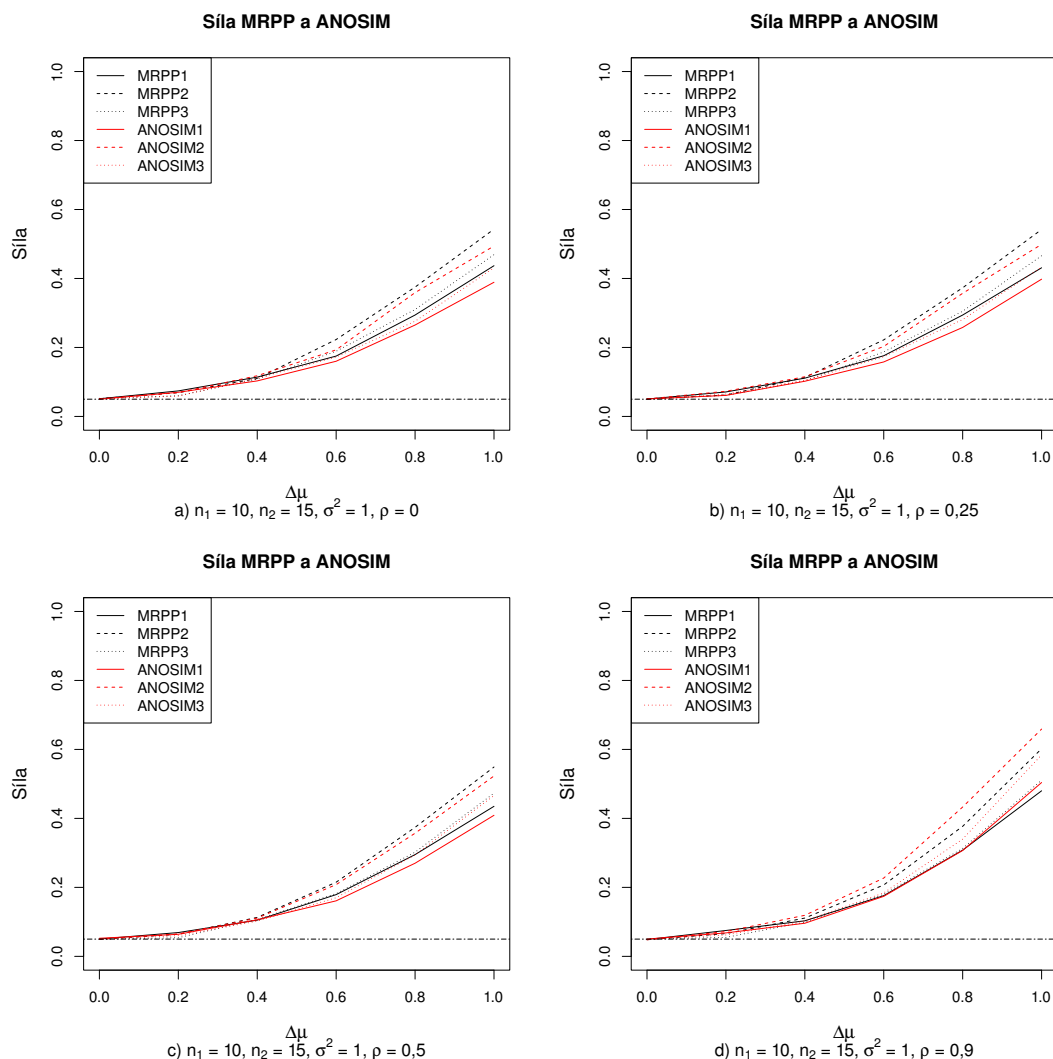 Síla MRPP a ANOSIM
MRPP1
MRPP2
MRPP3
ANOSIM1
ANOSIM2
ANOSIM3
Síla
0.0 0.2 0.4 0.6 0.8 1.0
0.0 0.2 0.4 0.6 0.8 1.0
Δμ
a) n₁ = 10, n₂ = 15, σ² = 1, ρ = 0
Síla MRPP a ANOSIM
MRPP1
MRPP2
MRPP3
ANOSIM1
ANOSIM2
ANOSIM3
Síla
0.0 0.2 0.4 0.6 0.8 1.0
0.0 0.2 0.4 0.6 0.8 1.0
Δμ
b) n₁ = 10, n₂ = 15, σ² = 1, ρ = 0,25
Síla MRPP a ANOSIM
MRPP1
MRPP2
MRPP3
ANOSIM1
ANOSIM2
ANOSIM3
Síla
0.0 0.2 0.4 0.6 0.8 1.0
0.0 0.2 0.4 0.6 0.8 1.0
Δμ
c) n₁ = 10, n₂ = 15, σ² = 1, ρ = 0,5
Síla MRPP a ANOSIM
MRPP1
MRPP2
MRPP3
ANOSIM1
ANOSIM2
ANOSIM3
Síla
0.0 0.2 0.4 0.6 0.8 1.0
0.0 0.2 0.4 0.6 0.8 1.0
Δμ
d) n₁ = 10, n₂ = 15, σ² = 1, ρ = 0,9